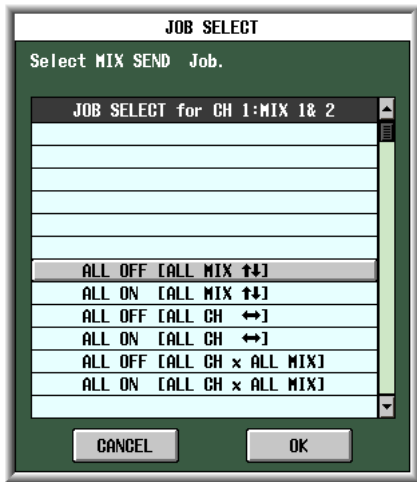 JOB SELECT
Select MIX SEND Job.
JOB SELECT for CH 1:MIX 1& 2
ALL OFF [ALL MIX ⬆⬇]
ALL ON [ALL MIX ⬆⬇]
ALL OFF [ALL CH ↔]
ALL ON [ALL CH ↔]
ALL OFF [ALL CH x ALL MIX]
ALL ON [ALL CH x ALL MIX]
CANCEL OK